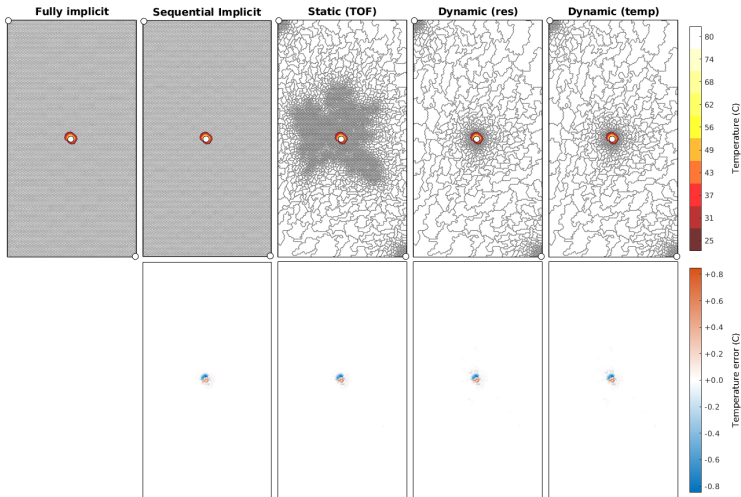 Fully implicit
Sequential Implicit
Static (TOF)
Dynamic (res)
Dynamic (temp)
80
74
68
62
56
49
43
37
31
25
Temperature (C)
+0.8
+0.6
+0.4
+0.2
+0.0
-0.2
-0.4
-0.6
-0.8
Temperature error (C)